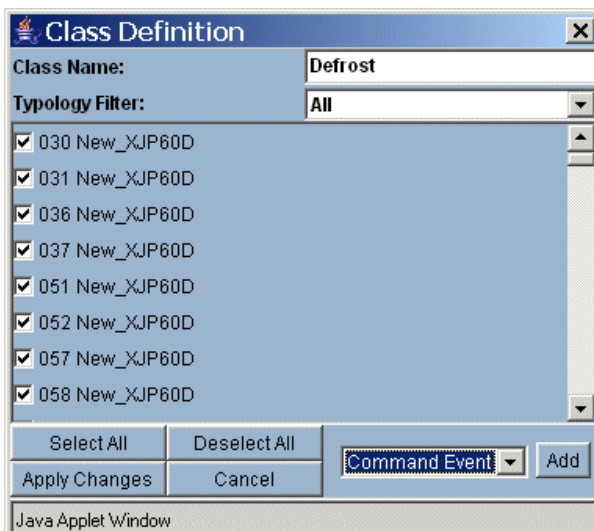 Class Definition
Class Name: Defrost
Typology Filter: All
030 New_XJP60D
031 New_XJP60D
036 New_XJP60D
037 New_XJP60D
051 New_XJP60D
052 New_XJP60D
057 New_XJP60D
058 New_XJP60D
Select All Deselect All
Command Event Add
Apply Changes Cancel
Java Applet Window